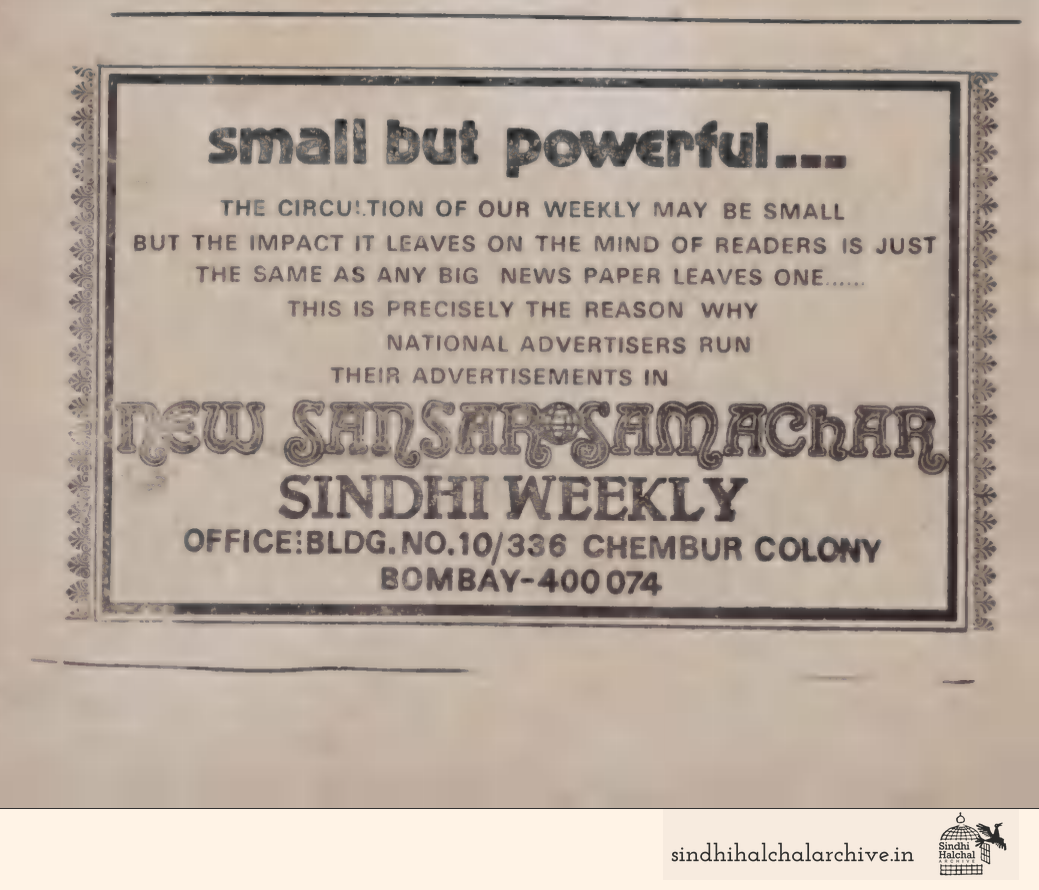 small but powerful...
THE CIRCU'.TION OF OUR WEEKLY MAY BE SMALL
BUT THE IMPACT IT LEAVES ON THE MIND OF READERS IS JUST
THE SAME AS ANY BIG NEWS PAPER LEAVES ONE......
THIS IS PRECISELY THE REASON WHY
NATIONAL ADVERTISERS RUN
THEIR ADVERTISEMENTS IN
NEW SANSAR SAMACHAR
SINDHI WEEKLY
OFFICE:BLDG. NO.10/336 CHEMBUR COLONY
BOMBAY-400 074
sindhihalchalarchive.in
Sindhi
Halchal
ARCHIVE